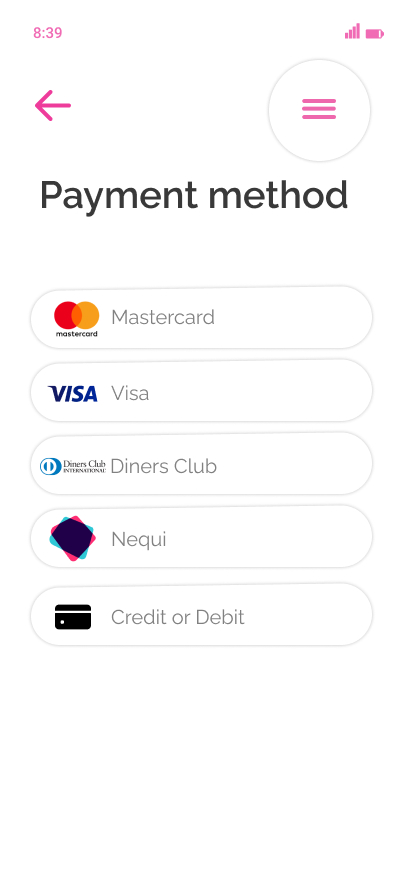 8:39
Payment method
mastercard
Mastercard
VISA
Visa
Diners Club
INTERNATIONAL
Diners Club
Nequi
Credit or Debit